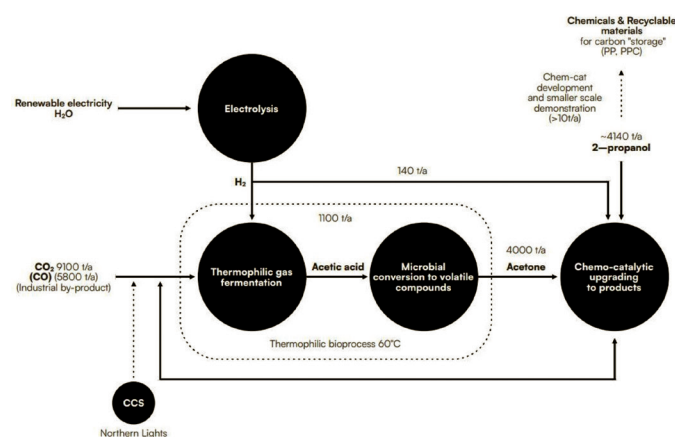 Chemicals & Recyclable
materials
for carbon "storage"
(PP, PPC)
Chem-cat
development
and smaller scale
demonstration
(>10t/a)
Renewable electricity
H₂O
Electrolysis
~4140 t/a
2—propanol
H₂
140 t/a
1100 t/a
CO₂ 9100 t/a
(CO) (5800 t/a)
(Industrial by-product)
Thermophilic gas
fermentation
Acetic acid
Microbial
conversion to volatile
compounds
4000 t/a
Acetone
Chemo-catalytic
upgrading
to products
Thermophilic bioprocess 60°C
CCS
Northern Lights